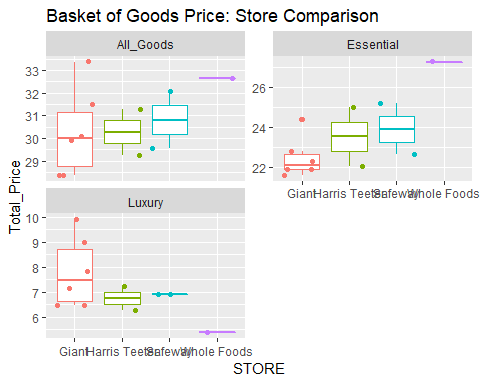 Basket of Goods Price: Store Comparison
All_Goods
Essential
33
32
31
30
29
26
24
22
Giant Harris Teeter Safeway Whole Foods
Luxury
10
9
8
7
6
Giant Harris Teeter Safeway Whole Foods
Total_Price
STORE